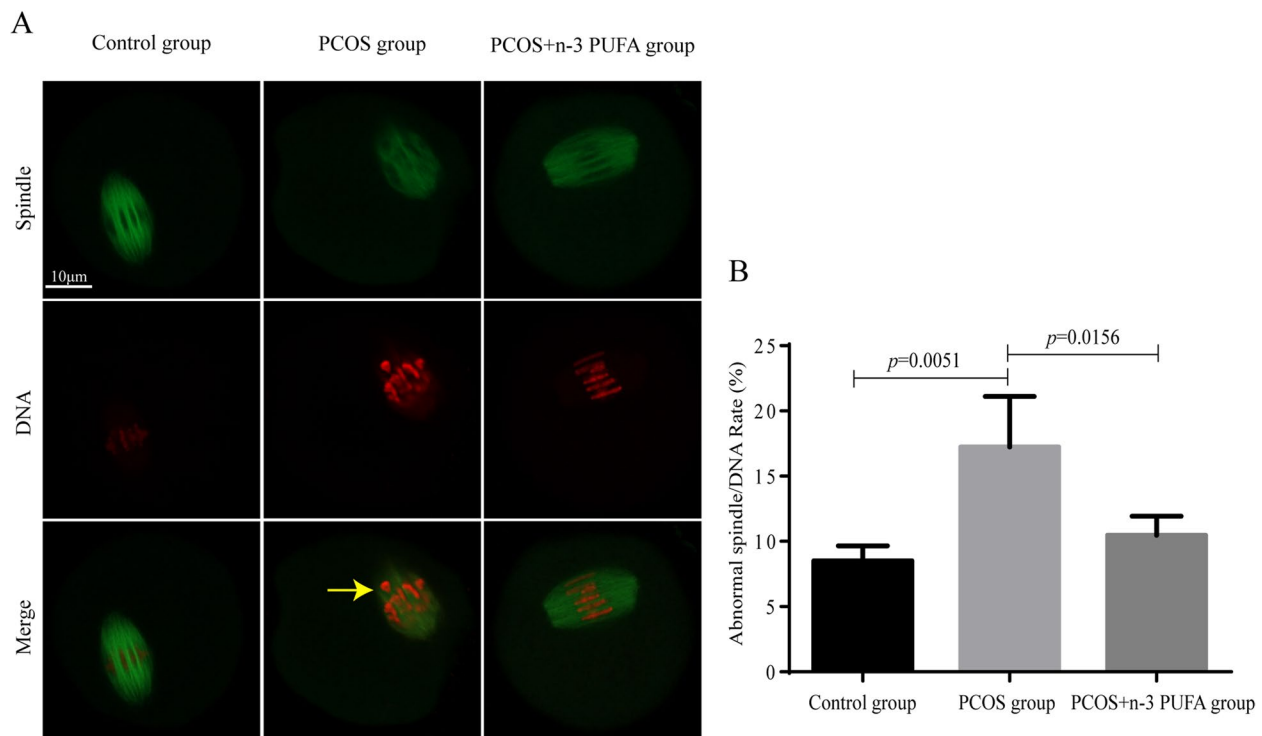 A
Control group
PCOS group
PCOS+n-3 PUFA group
Spindle
10μm
DNA
Merge
B
Abnormal spindle/DNA Rate (%)
25
20
15
10
5
0
p=0.0051
p=0.0156
Control group
PCOS group
PCOS+n-3 PUFA group